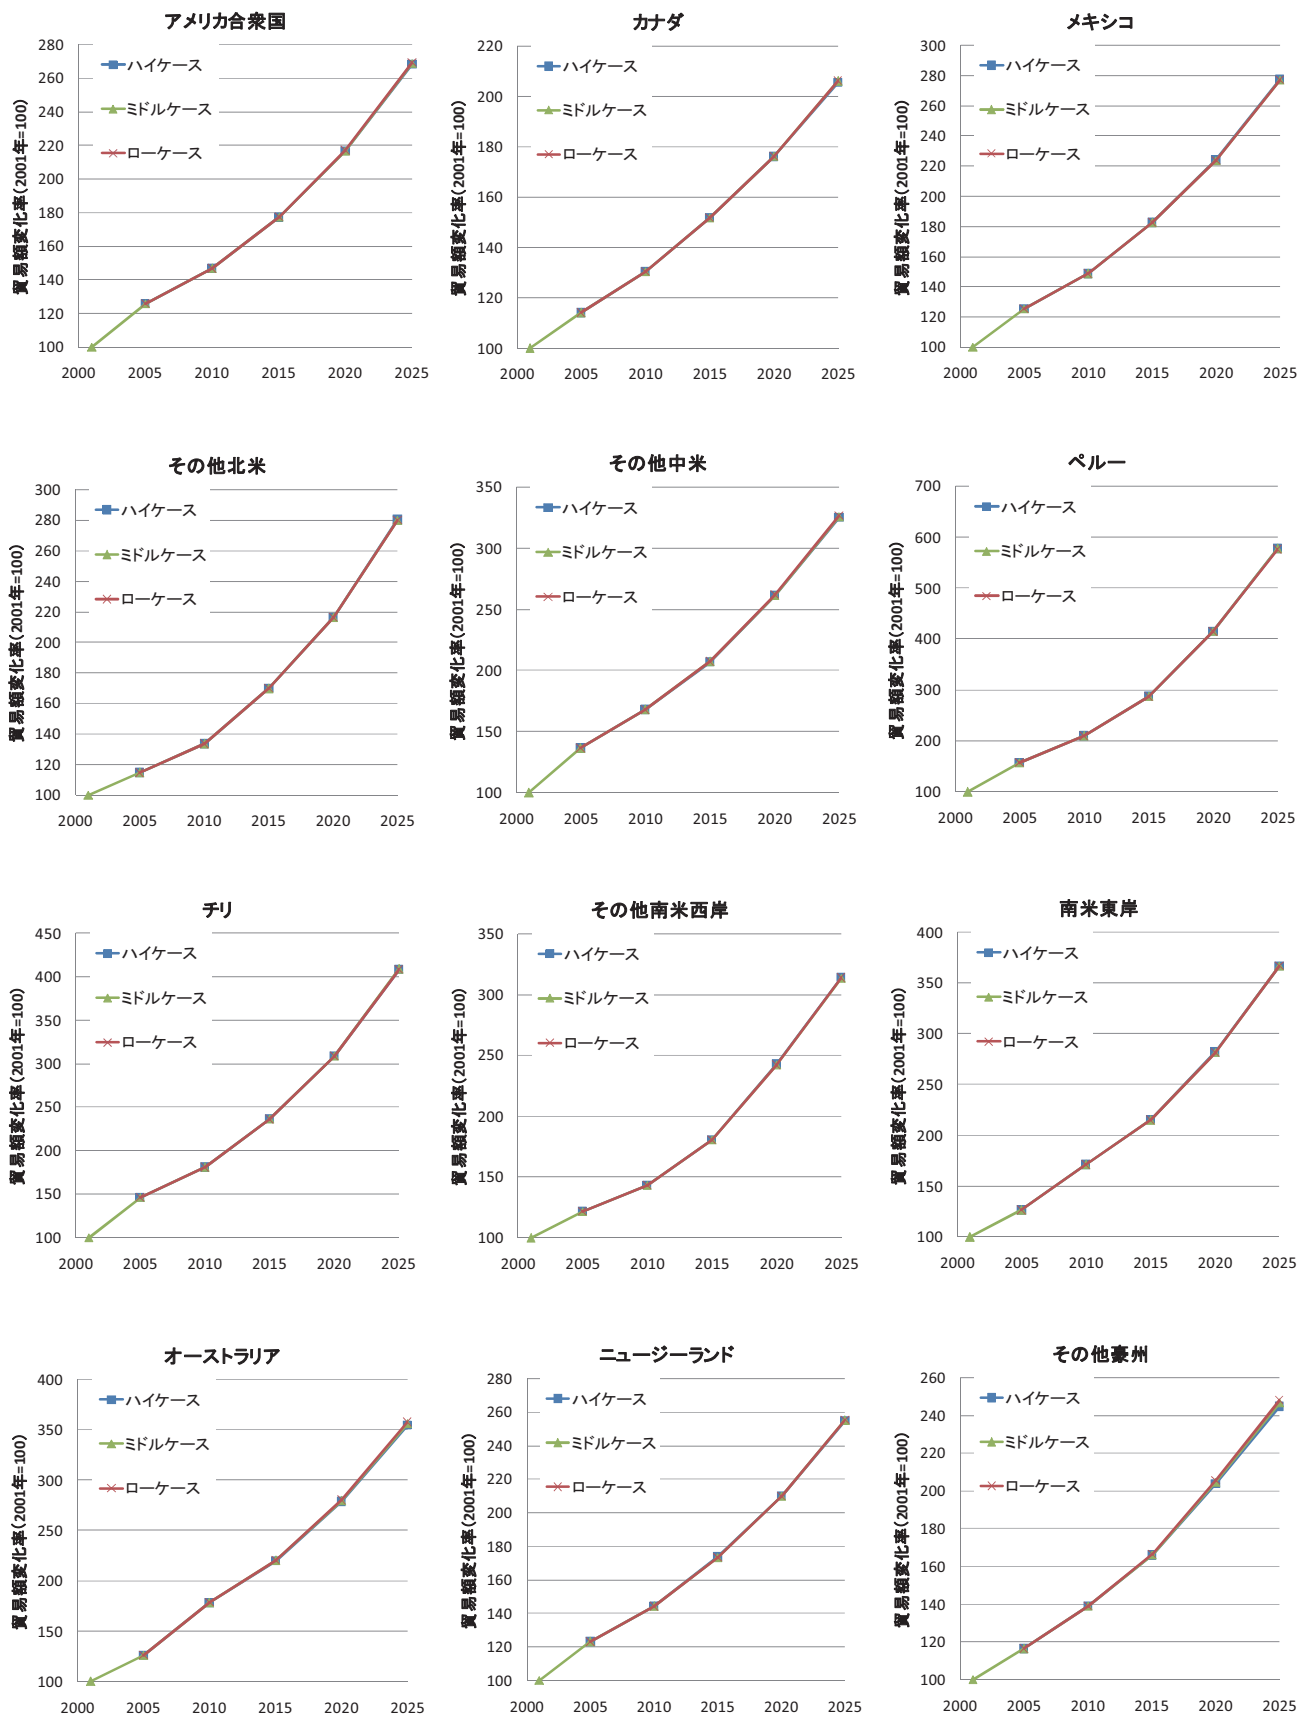 アメリカ合衆国
貿易額変化率(2001年=100)
280
260
240
220
200
180
160
140
120
100
ハイケース
ミドルケース
ローケース
2000 2005 2010 2015 2020 2025
カナダ
貿易額変化率(2001年=100)
220
200
180
160
140
120
100
ハイケース
ミドルケース
ローケース
2000 2005 2010 2015 2020 2025
メキシコ
貿易額変化率(2001年=100)
300
280
260
240
220
200
180
160
140
120
100
ハイケース
ミドルケース
ローケース
2000 2005 2010 2015 2020 2025
その他北米
貿易額変化率(2001年=100)
300
280
260
240
220
200
180
160
140
120
100
ハイケース
ミドルケース
ローケース
2000 2005 2010 2015 2020 2025
その他中米
貿易額変化率(2001年=100)
350
300
250
200
150
100
ハイケース
ミドルケース
ローケース
2000 2005 2010 2015 2020 2025
ペルー
貿易額変化率(2001年=100)
700
600
500
400
300
200
100
ハイケース
ミドルケース
ローケース
2000 2005 2010 2015 2020 2025
チリ
貿易額変化率(2001年=100)
450
400
350
300
250
200
150
100
ハイケース
ミドルケース
ローケース
2000 2005 2010 2015 2020 2025
その他南米西岸
貿易額変化率(2001年=100)
350
300
250
200
150
100
ハイケース
ミドルケース
ローケース
2000 2005 2010 2015 2020 2025
南米東岸
貿易額変化率(2001年=100)
400
350
300
250
200
150
100
ハイケース
ミドルケース
ローケース
2000 2005 2010 2015 2020 2025
オーストラリア
貿易額変化率(2001年=100)
400
350
300
250
200
150
100
ハイケース
ミドルケース
ローケース
2000 2005 2010 2015 2020 2025
ニュージーランド
貿易額変化率(2001年=100)
280
260
240
220
200
180
160
140
120
100
ハイケース
ミドルケース
ローケース
2000 2005 2010 2015 2020 2025
その他豪州
貿易額変化率(2001年=100)
260
240
220
200
180
160
140
120
100
ハイケース
ミドルケース
ローケース
2000 2005 2010 2015 2020 2025